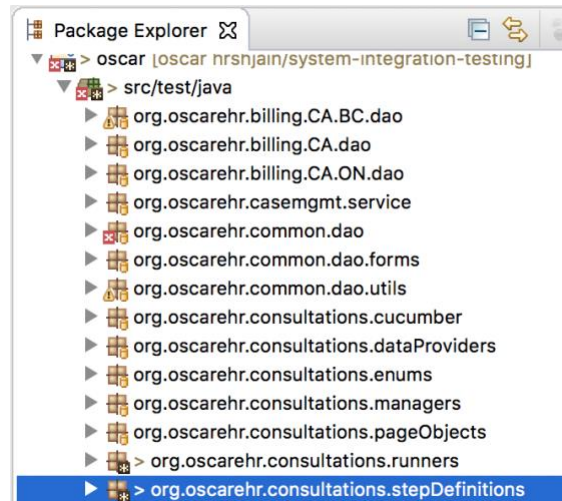 Package Explorer
> oscar [oscar hrshjain/system-integration-testing]
> src/test/java
org.oscarehr.billing.CA.BC.dao
org.oscarehr.billing.CA.dao
org.oscarehr.billing.CA.ON.dao
org.oscarehr.casemgmt.service
org.oscarehr.common.dao
org.oscarehr.common.dao.forms
org.oscarehr.common.dao.utils
org.oscarehr.consultations.cucumber
org.oscarehr.consultations.dataProviders
org.oscarehr.consultations.enums
org.oscarehr.consultations.managers
org.oscarehr.consultations.pageObjects
> org.oscarehr.consultations.runners
> org.oscarehr.consultations.stepDefinitions